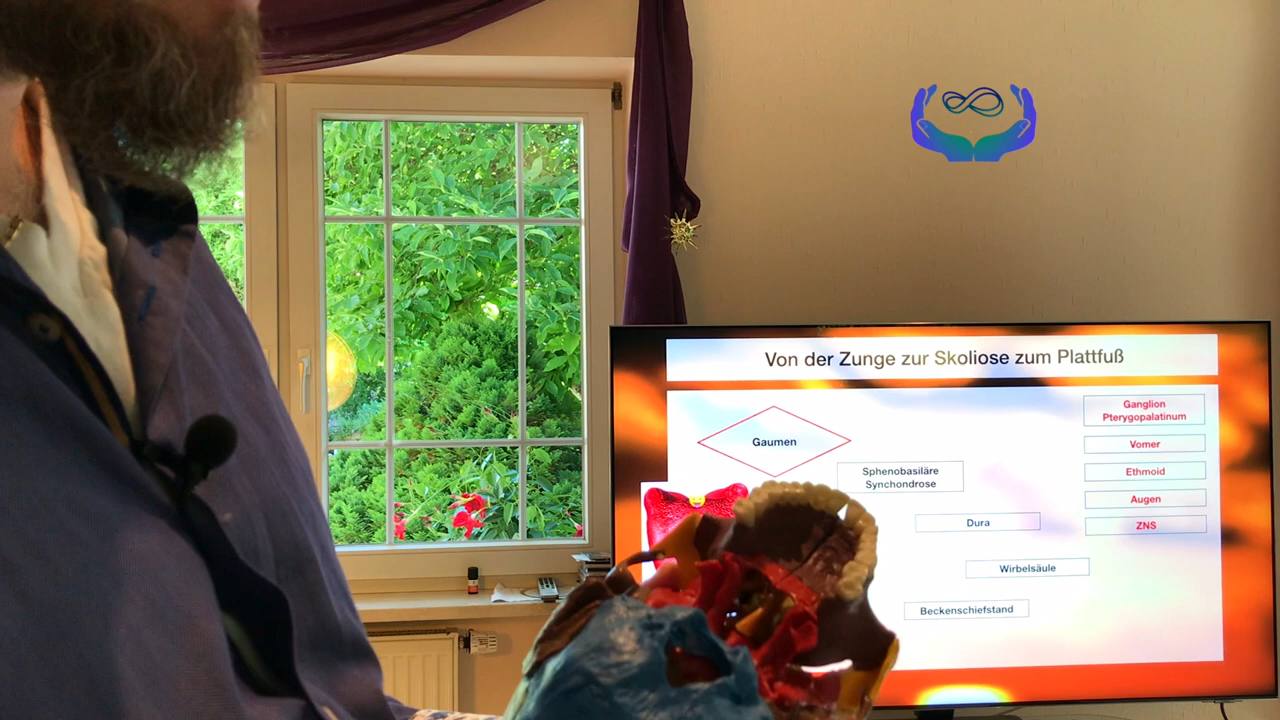 Von der Zunge zur Skoliose zum Plattfuß
Gaumen
Sphenobasiläre
Synchondrose
Dura
Wirbelsäule
Beckenschiefstand
Ganglion
Pterygopalatinum
Vomer
Ethmoid
Augen
ZNS